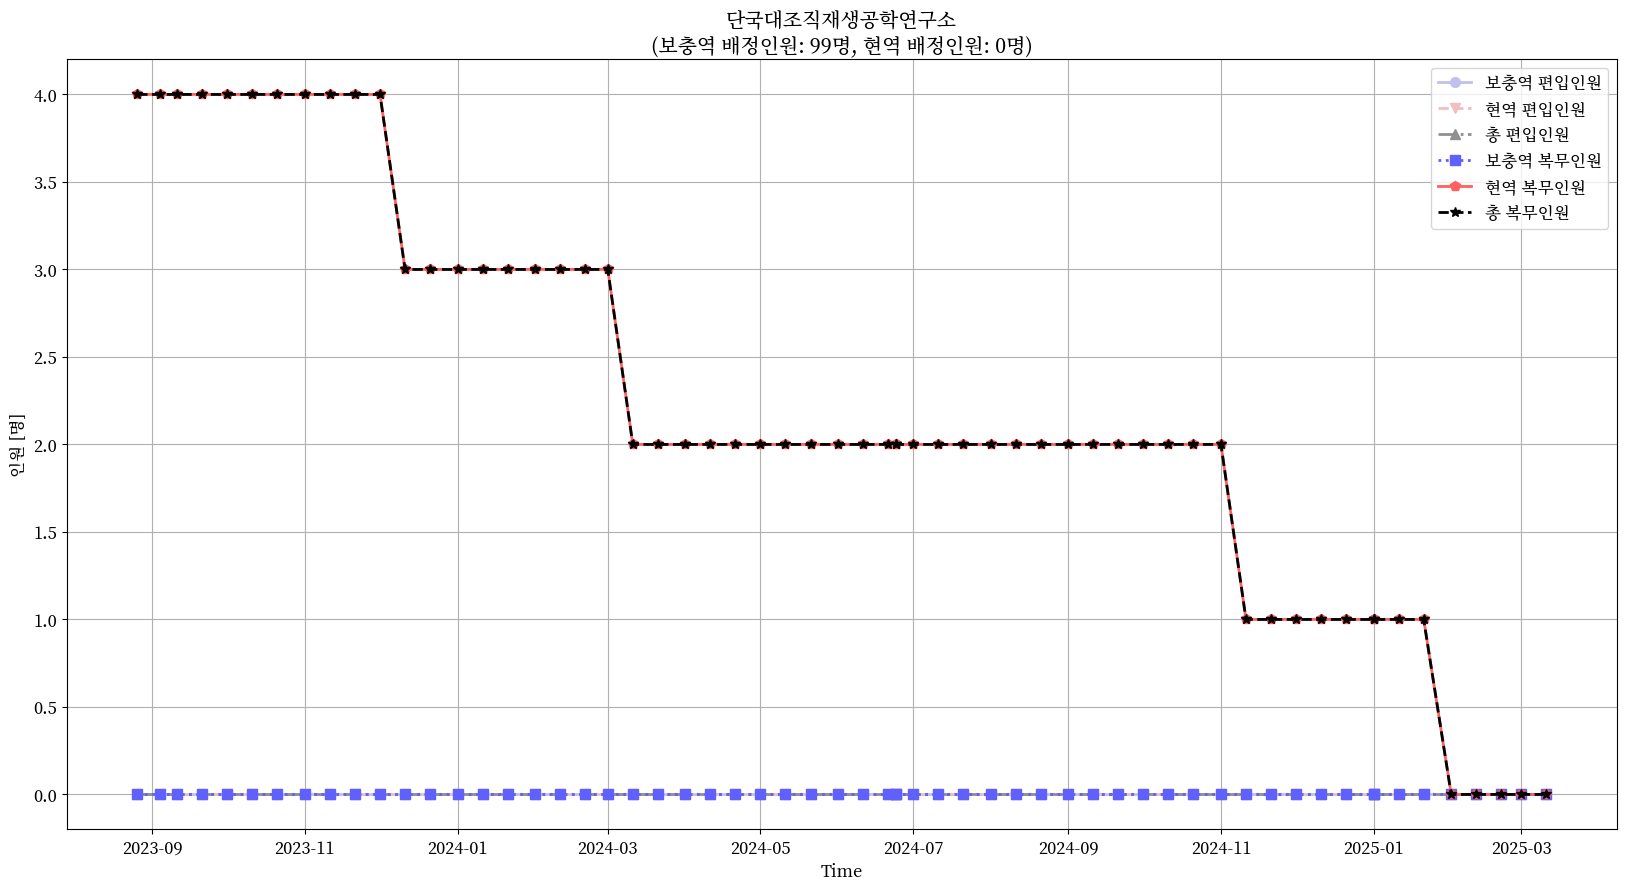 단국대조직재생공학연구소
(보충역 배정인원: 99명, 현역 배정인원: 0명)
보충역 편입인원
현역 편입인원
총 편입인원
보충역 복무인원
현역 복무인원
총 복무인원
4.0
3.5
3.0
2.5
2.0
1.5
1.0
0.5
0.0
인원 [명]
2023-09
2023-11
2024-01
2024-03
2024-05
2024-07
2024-09
2024-11
2025-01
2025-03
Time